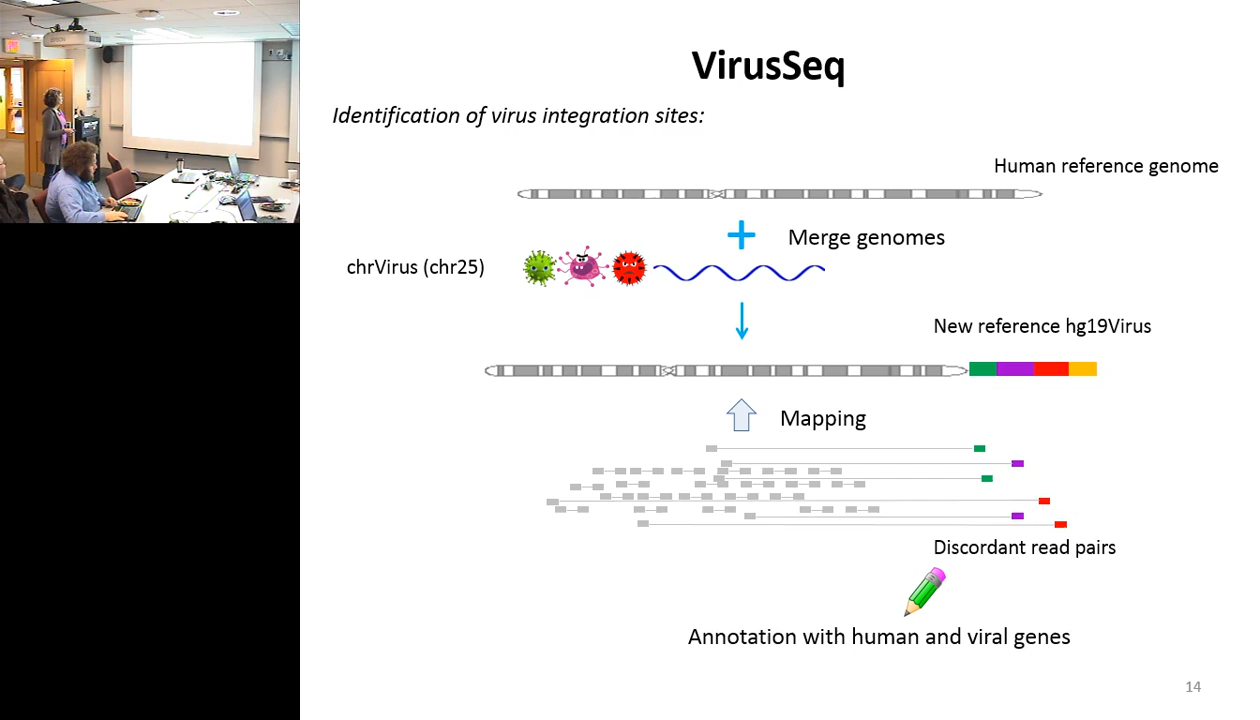 VirusSeq
Identification of virus integration sites:
Human reference genome
Merge genomes
chrVirus (chr25)
New reference hg19Virus
Mapping
Discordant read pairs
Annotation with human and viral genes
14